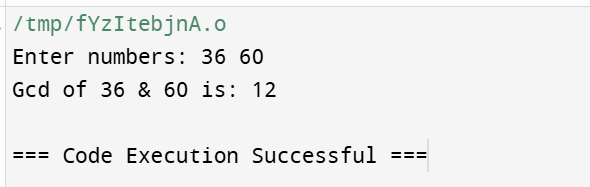 /tmp/fYzItebjnA.o
Enter numbers: 36 60
Gcd of 36 & 60 is: 12
=== Code Execution Successful ===